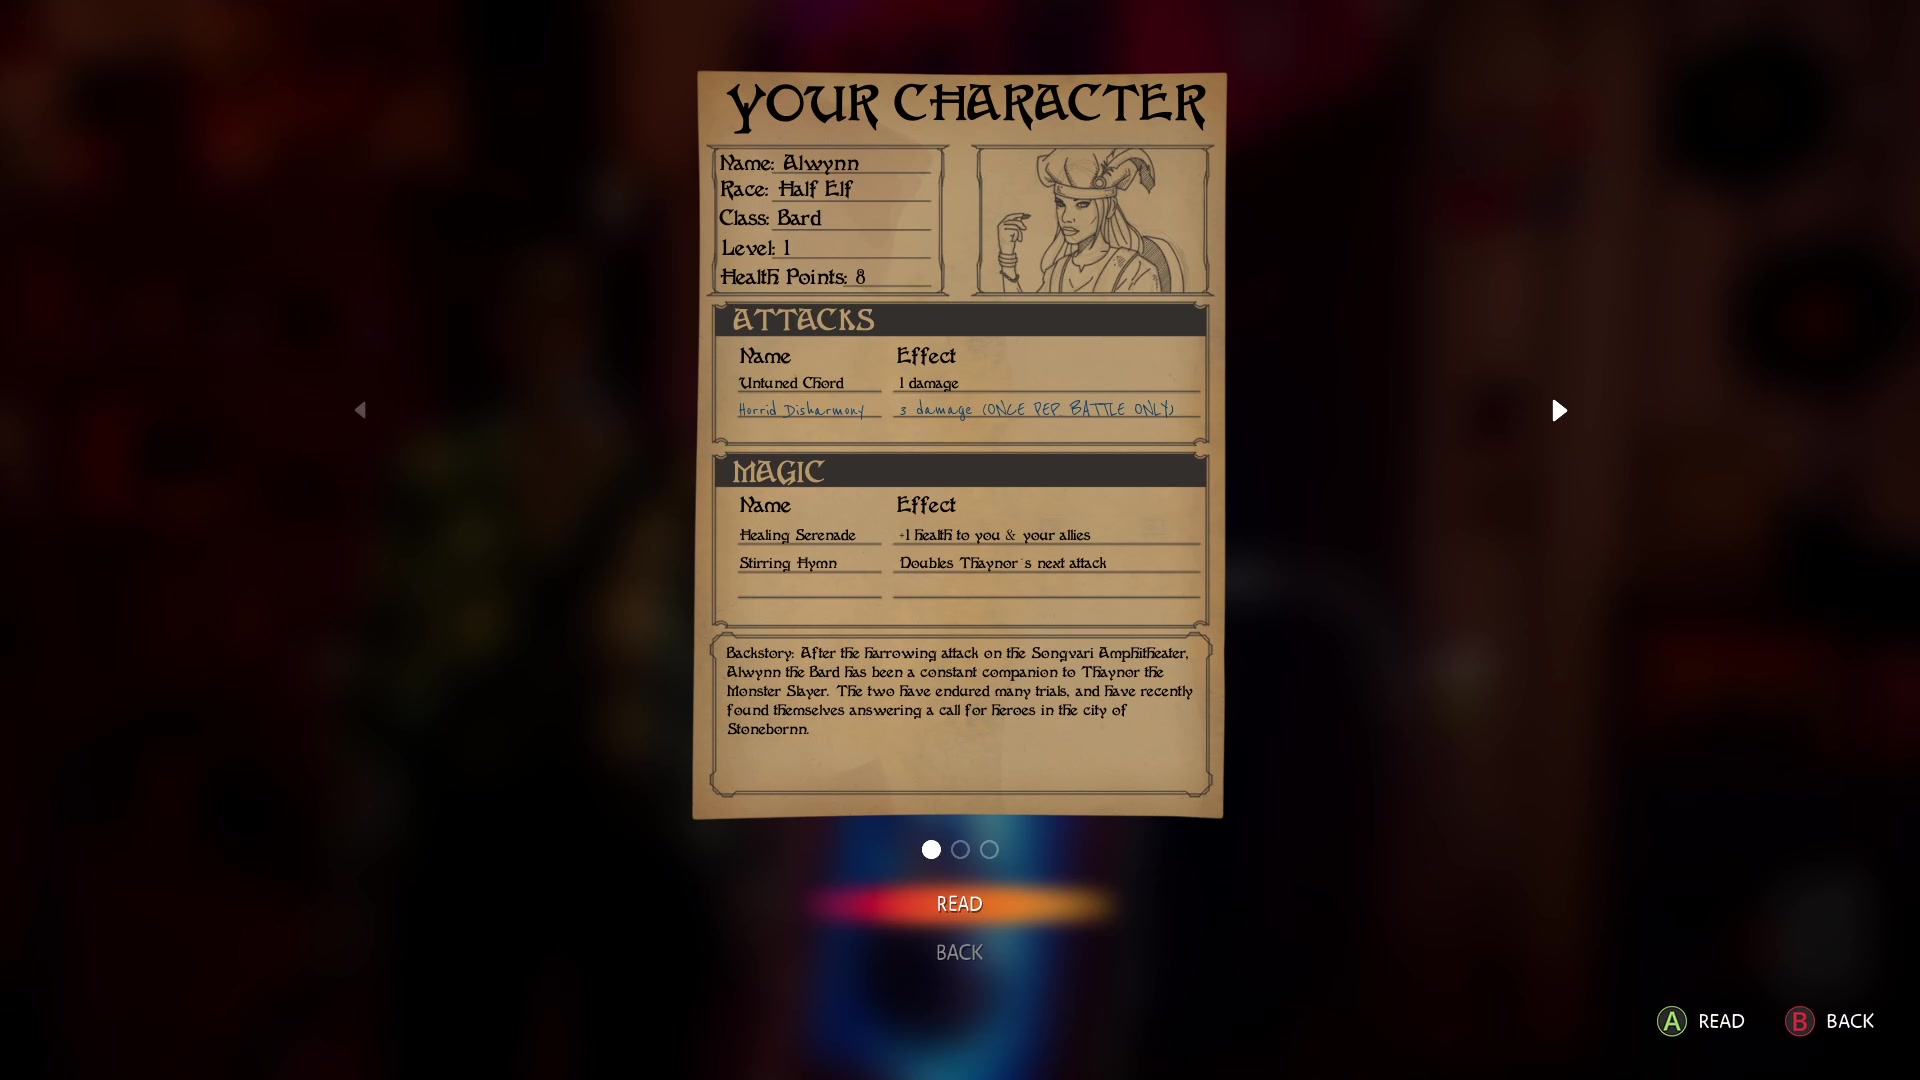 YOUR CHARACTER
Name: Alwynn
Race: Half Elf
Class: Bard
Level: 1
Health Points: 8
ATTACKS
Name Effect
Untuned Chord 1 damage
Horrid Disharmony 3 damage (ONCE PER BATTLE ONLY)
MAGIC
Name Effect
Healing Serenade +1 health to you & your allies
Stirring Hymn Doubles Thaynor's next attack
Backstory: After the harrowing attack on the Songvari Amphitheater,
Alwynn the Bard has been a constant companion to Thaynor the
Monster Slayer. The two have endured many trials, and have recently
found themselves answering a call for heroes in the city of
Stonebornn.
READ
BACK
A READ B BACK